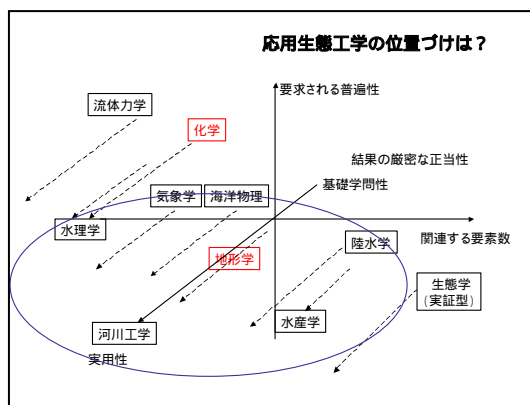 応用生態工学の位置づけは？
要求される普遍性
流体力学
化学
結果の厳密な正当性
基礎学問性
気象学
海洋物理
水理学
関連する要素数
陸水学
地形学
生態学
(実証型)
水産学
河川工学
実用性